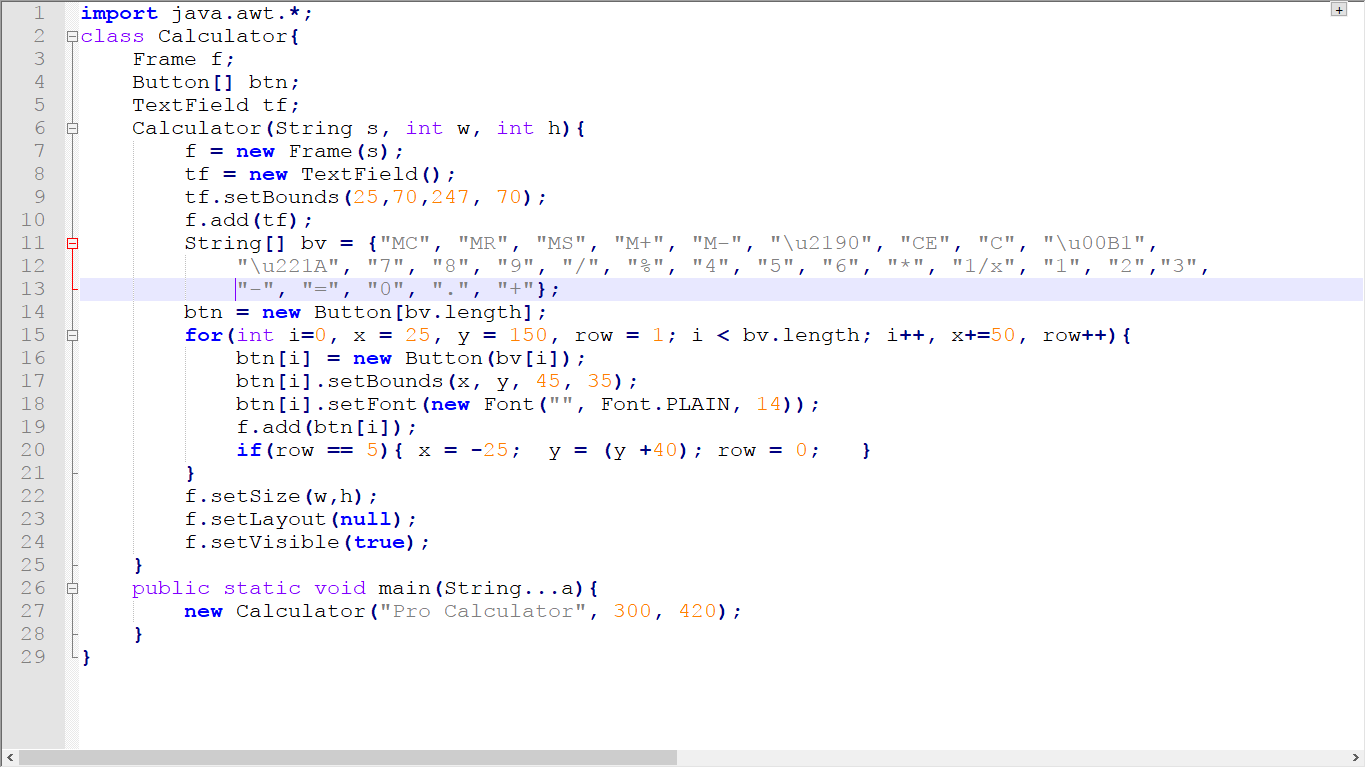 1 import java.awt.*;
2 class Calculator{
3     Frame f;
4     Button[] btn;
5     TextField tf;
6     Calculator(String s, int w, int h){
7         f = new Frame(s);
8         tf = new TextField();
9         tf.setBounds(25,70,247, 70);
10         f.add(tf);
11         String[] bv = {"MC", "MR", "MS", "M+", "M-", "\u2190", "CE", "C", "\u00B1",
12             "\u221A", "7", "8", "9", "/", "%", "4", "5", "6", "*", "1/x", "1", "2","3",
13             "-", "=", "0", ".", "+"};
14         btn = new Button[bv.length];
15         for(int i=0, x = 25, y = 150, row = 1; i < bv.length; i++, x+=50, row++){
16             btn[i] = new Button(bv[i]);
17             btn[i].setBounds(x, y, 45, 35);
18             btn[i].setFont(new Font("", Font.PLAIN, 14));
19             f.add(btn[i]);
20             if(row == 5){ x = -25;  y = (y +40); row = 0;   }
21         }
22         f.setSize(w,h);
23         f.setLayout(null);
24         f.setVisible(true);
25     }
26     public static void main(String...a){
27         new Calculator("Pro Calculator", 300, 420);
28     }
29 }